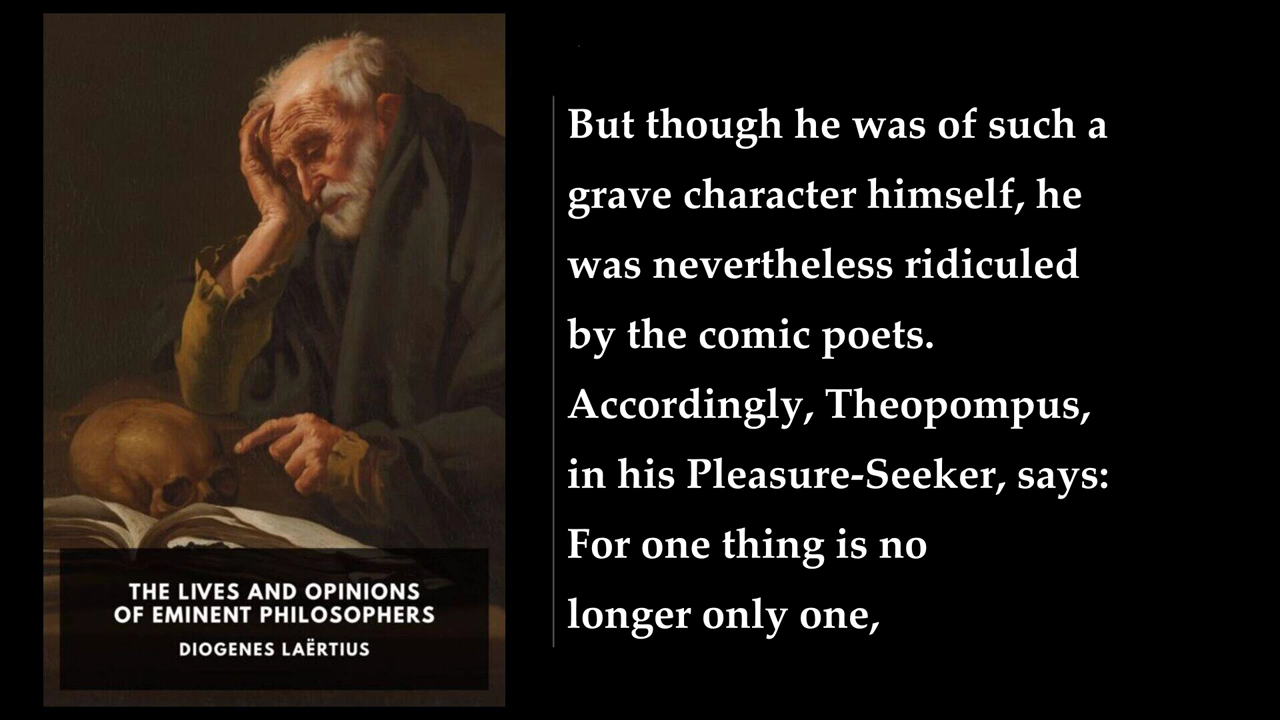 THE LIVES AND OPINIONS
OF EMINENT PHILOSOPHERS
DIOGENES LAËRTIUS
But though he was of such a
grave character himself, he
was nevertheless ridiculed
by the comic poets.
Accordingly, Theopompus,
in his Pleasure-Seeker, says:
For one thing is no
longer only one,